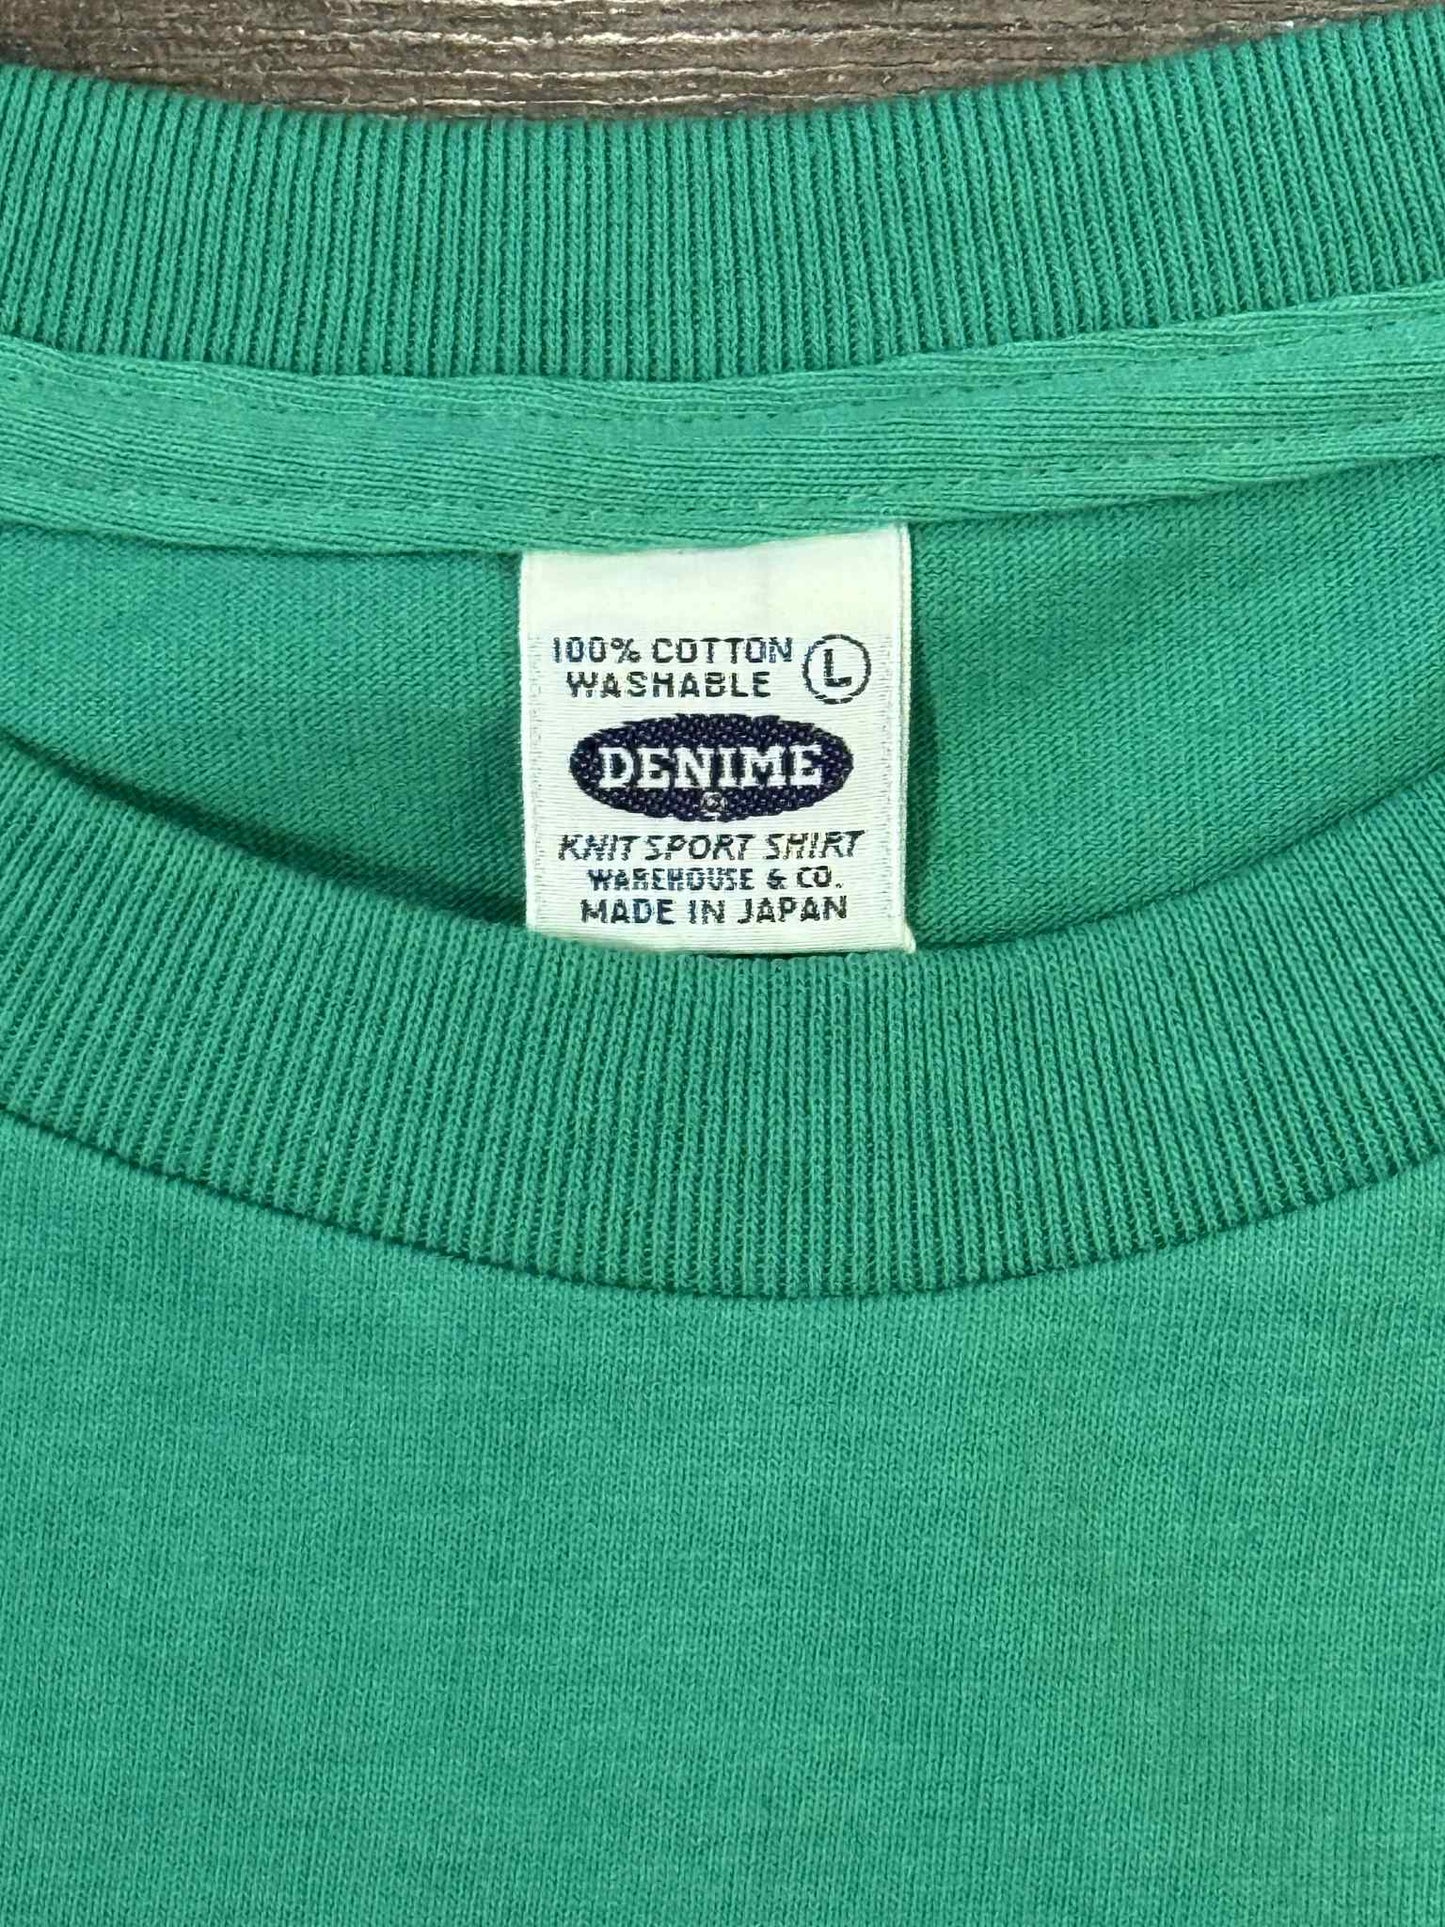 100% COTTON L
WASHABLE
DENIME
®
KNIT SPORT SHIRT
WAREHOUSE & CO.
MADE IN JAPAN